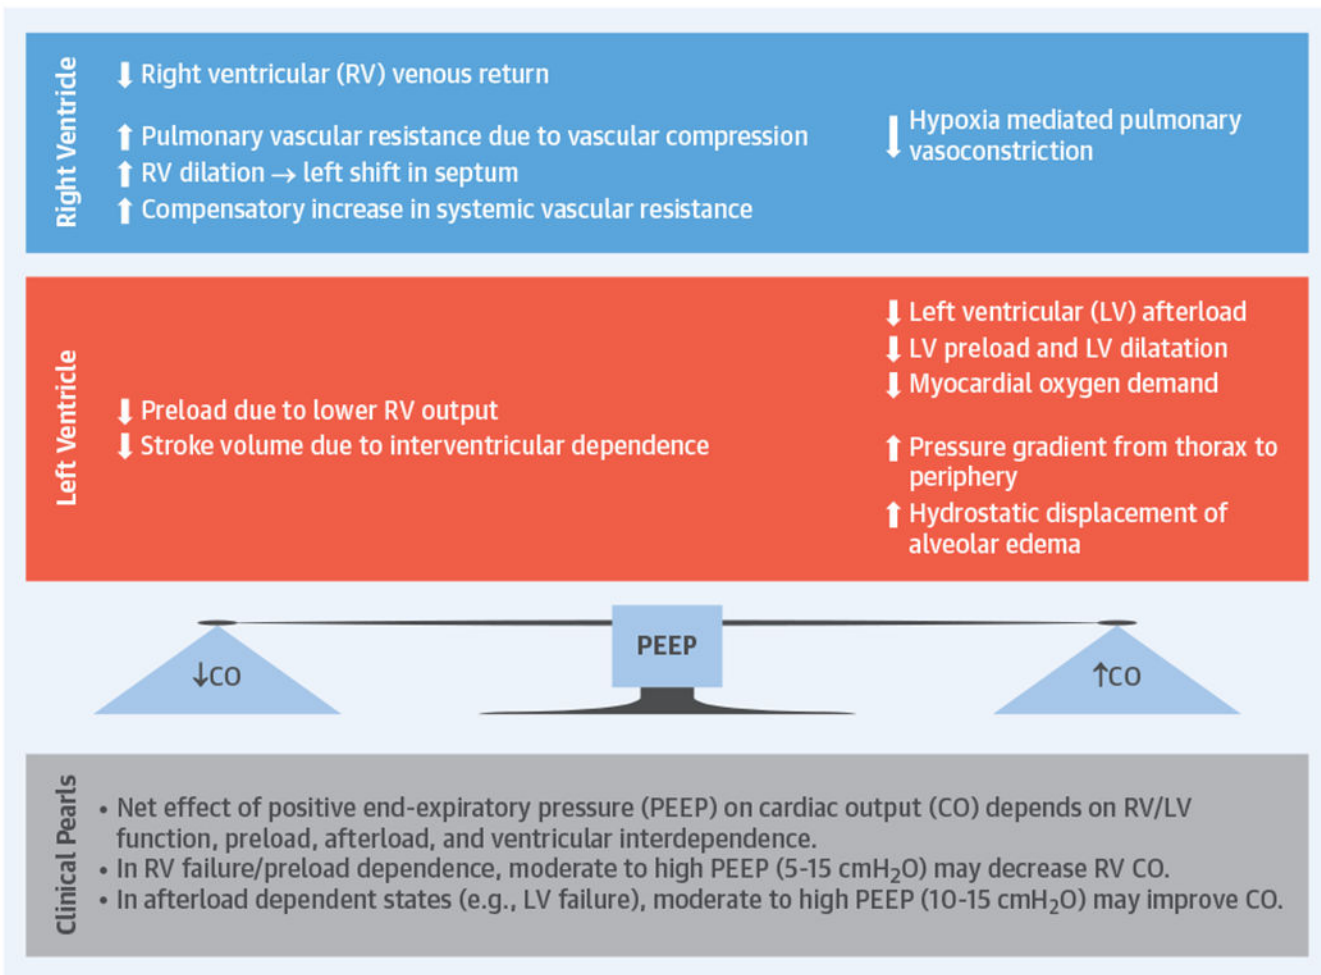 Right Ventricle
↓ Right ventricular (RV) venous return
↑ Pulmonary vascular resistance due to vascular compression
↑ RV dilation → left shift in septum
↑ Compensatory increase in systemic vascular resistance
↓ Hypoxia mediated pulmonary
vasoconstriction
Left Ventricle
↓ Preload due to lower RV output
↓ Stroke volume due to interventricular dependence
↓ Left ventricular (LV) afterload
↓ LV preload and LV dilatation
↓ Myocardial oxygen demand
↑ Pressure gradient from thorax to
periphery
↑ Hydrostatic displacement of
alveolar edema
↓CO
PEEP
↑CO
Clinical Pearls
• Net effect of positive end-expiratory pressure (PEEP) on cardiac output (CO) depends on RV/LV
function, preload, afterload, and ventricular interdependence.
• In RV failure/preload dependence, moderate to high PEEP (5-15 cmH₂O) may decrease RV CO.
• In afterload dependent states (e.g., LV failure), moderate to high PEEP (10-15 cmH₂O) may improve CO.